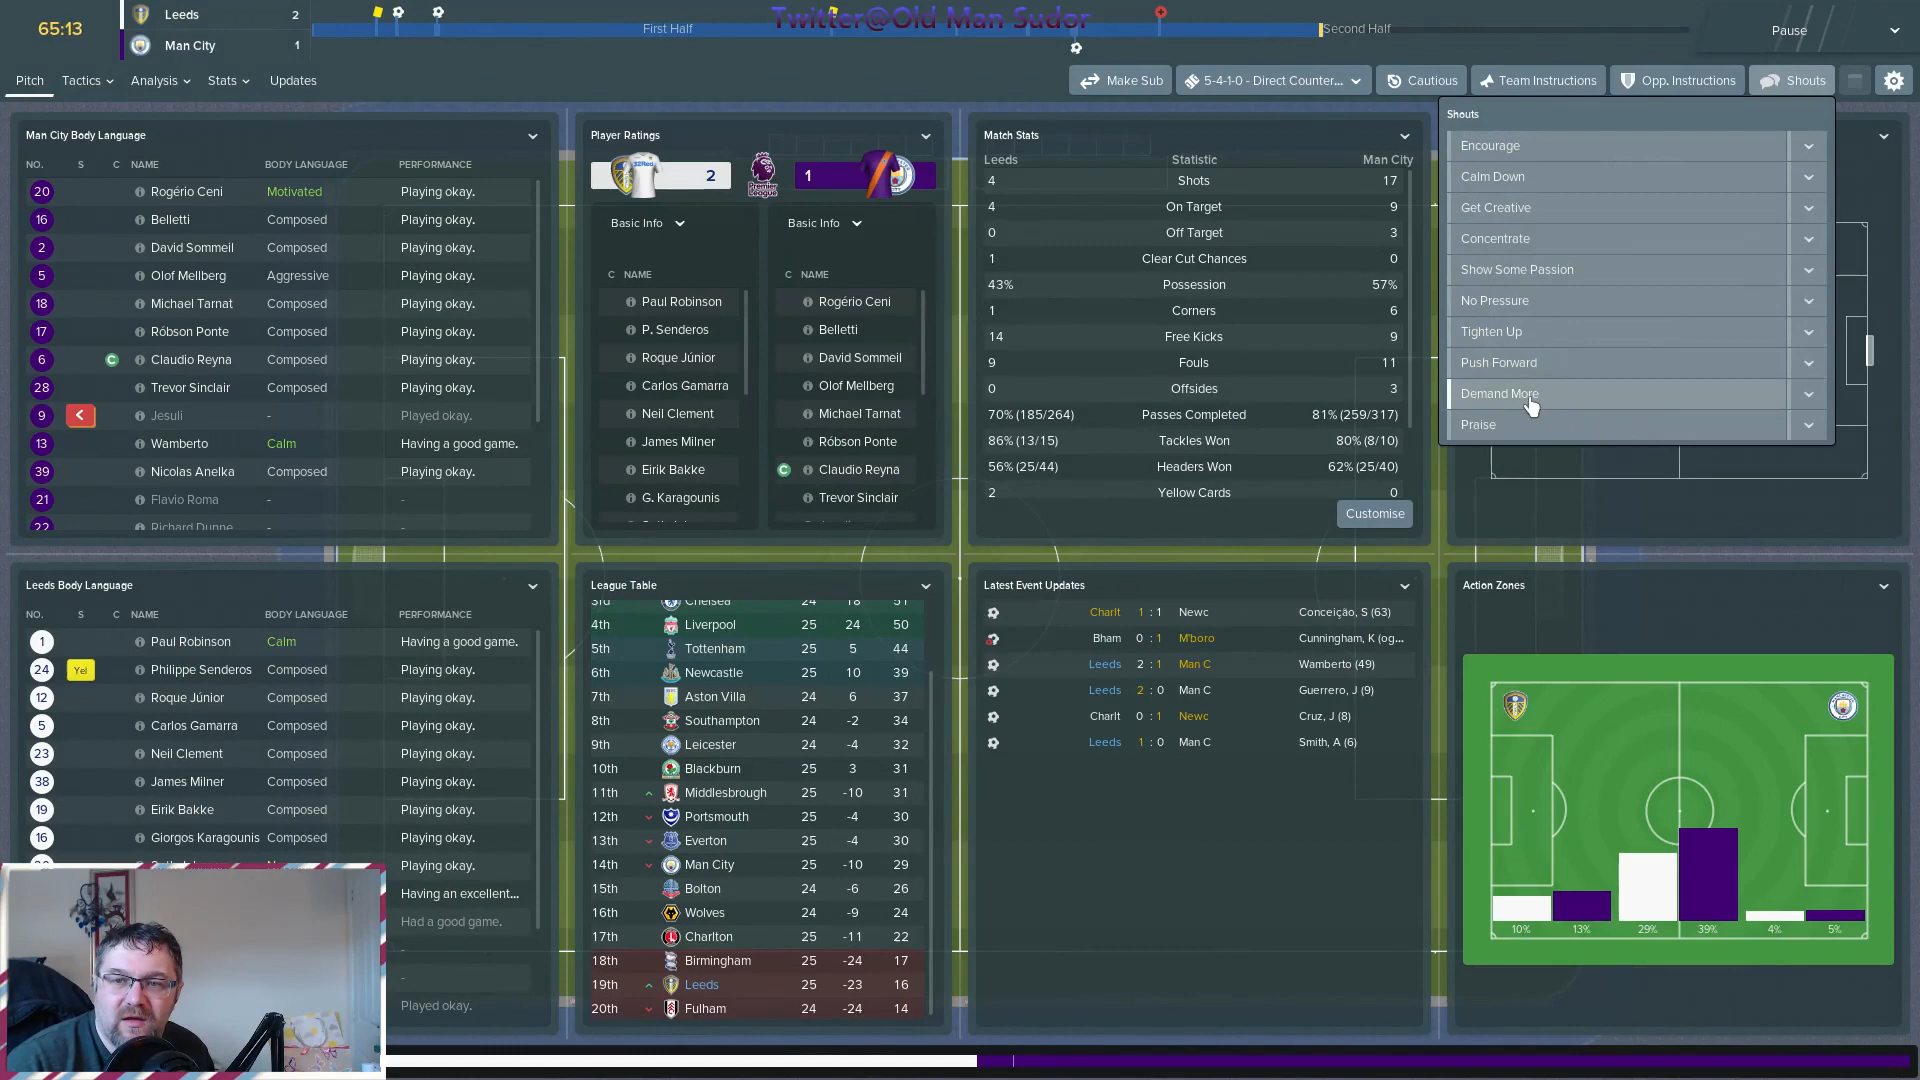 65:13
Leeds 2
Man City 1
Twitter@Old Man Sudor
First Half
Second Half
Pause
Pitch Tactics Analysis Stats Updates
Make Sub 5-4-1-0 - Direct Counter... Cautious Team Instructions Opp. Instructions Shouts
Man City Body Language
NO. S C NAME BODY LANGUAGE PERFORMANCE
20 Rogério Ceni Motivated Playing okay.
16 Belletti Composed Playing okay.
2 David Sommeil Composed Playing okay.
5 Olof Mellberg Aggressive Playing okay.
18 Michael Tarnat Composed Playing okay.
17 Róbson Ponte Composed Playing okay.
6 C Claudio Reyna Composed Playing okay.
28 Trevor Sinclair Composed Playing okay.
9 Jesuli - Played okay.
13 Wamberto Calm Having a good game.
39 Nicolas Anelka Composed Playing okay.
21 Flavio Roma - -
22 Richard Dunne
Player Ratings
2 1
Basic Info Basic Info
C NAME C NAME
Paul Robinson Rogério Ceni
P. Senderos Belletti
Roque Júnior David Sommeil
Carlos Gamarra Olof Mellberg
Neil Clement Michael Tarnat
James Milner Róbson Ponte
Eirik Bakke C Claudio Reyna
G. Karagounis Trevor Sinclair
Match Stats
Leeds Statistic Man City
4 Shots 17
4 On Target 9
0 Off Target 3
1 Clear Cut Chances 0
43% Possession 57%
1 Corners 6
14 Free Kicks 9
9 Fouls 11
0 Offsides 3
70% (185/264) Passes Completed 81% (259/317)
86% (13/15) Tackles Won 80% (8/10)
56% (25/44) Headers Won 62% (25/40)
2 Yellow Cards 0
Customise
Shouts
Encourage
Calm Down
Get Creative
Concentrate
Show Some Passion
No Pressure
Tighten Up
Push Forward
Demand More
Praise
Leeds Body Language
NO. S C NAME BODY LANGUAGE PERFORMANCE
1 Paul Robinson Calm Having a good game.
24 Yel Philippe Senderos Composed Playing okay.
12 Roque Júnior Composed Playing okay.
5 Carlos Gamarra Composed Playing okay.
23 Neil Clement Composed Playing okay.
38 James Milner Composed Playing okay.
19 Eirik Bakke Composed Playing okay.
16 Giorgos Karagounis Composed Playing okay.
Playing okay.
Having an excellent...
Had a good game.
-
-
Played okay.
League Table
3rd Chelsea 24 18 51
4th Liverpool 25 24 50
5th Tottenham 25 5 44
6th Newcastle 25 10 39
7th Aston Villa 24 6 37
8th Southampton 24 -2 34
9th Leicester 24 -4 32
10th Blackburn 25 3 31
11th Middlesbrough 25 -10 31
12th Portsmouth 25 -4 30
13th Everton 25 -4 30
14th Man City 25 -10 29
15th Bolton 24 -6 26
16th Wolves 24 -9 24
17th Charlton 25 -11 22
18th Birmingham 25 -24 17
19th Leeds 25 -23 16
20th Fulham 24 -24 14
Latest Event Updates
Charlt 1 : 1 Newc Conceição, S (63)
Bham 0 : 1 M'boro Cunningham, K (og...
Leeds 2 : 1 Man C Wamberto (49)
Leeds 2 : 0 Man C Guerrero, J (9)
Charlt 0 : 1 Newc Cruz, J (8)
Leeds 1 : 0 Man C Smith, A (6)
Action Zones
10% 13% 29% 39% 4% 5%